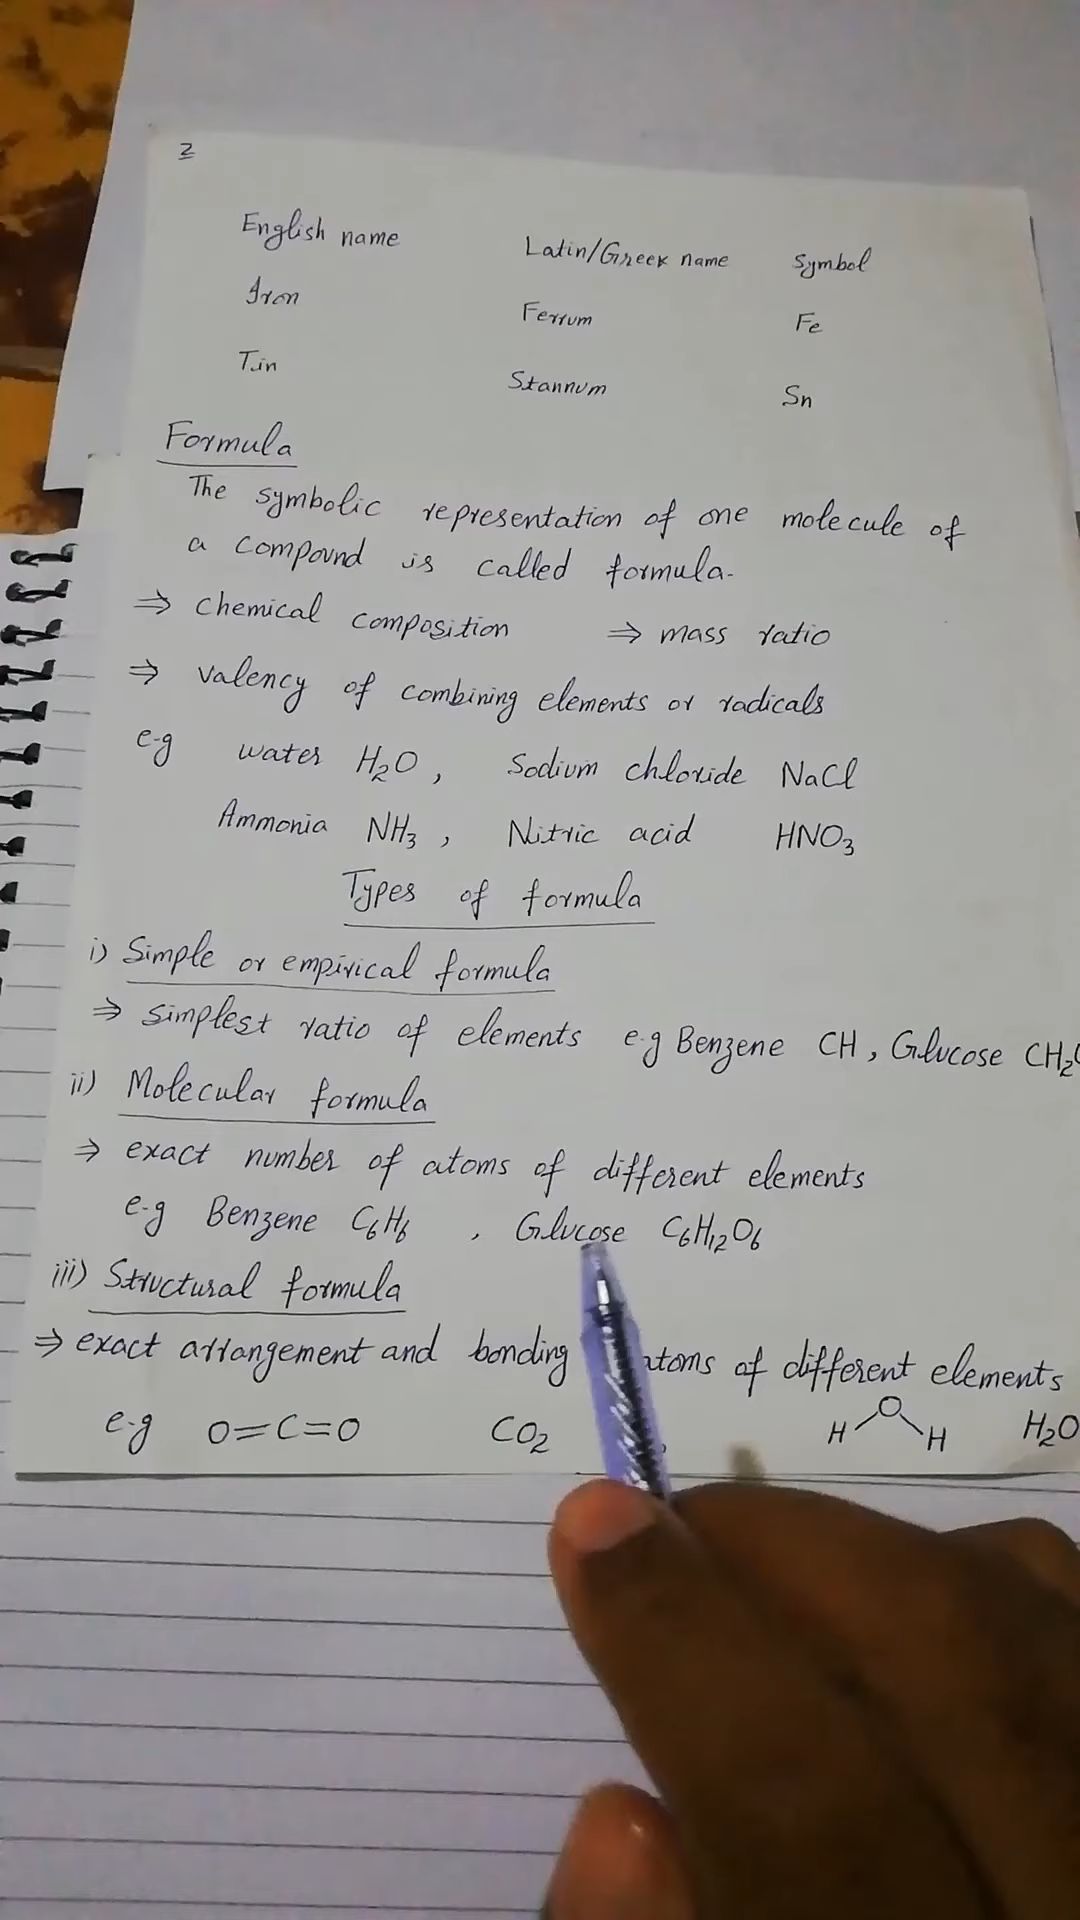 2
English name Latin/Greek name Symbol
Iron Ferrum Fe
Tin Stannum Sn
Formula
The symbolic representation of one molecule of
a compound is called formula.
⇒ chemical composition ⇒ mass ratio
⇒ valency of combining elements or radicals
e.g water H₂O, Sodium chloride NaCl
Ammonia NH₃, Nitric acid HNO₃
Types of formula
i) Simple or empirical formula
⇒ simplest ratio of elements e.g Benzene CH, Glucose CH₂
ii) Molecular formula
⇒ exact number of atoms of different elements
e.g Benzene C₆H₆, Glucose C₆H₁₂O₆
iii) Structural formula
⇒ exact arrangement and bonding atoms of different elements
e.g O=C=O CO₂, H O H H₂O